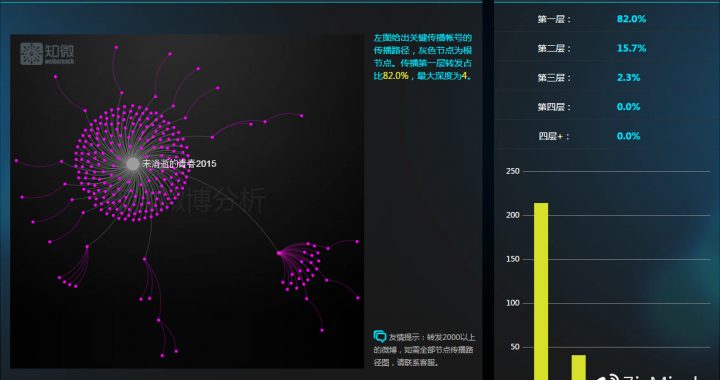 知微
weiboreach
未消逝的青春2015
微博分析
左图给出关键传播帐号的
传播路径，灰色节点为根
节点。传播第一层转发占
比82.0%，最大深度为4。
友情提示：转发2000以上
的微博，如需全部节点传播路
径图，请联系客服。
第一层： 82.0%
第二层： 15.7%
第三层： 2.3%
第四层： 0.0%
四层+： 0.0%
250
200
150
100
50